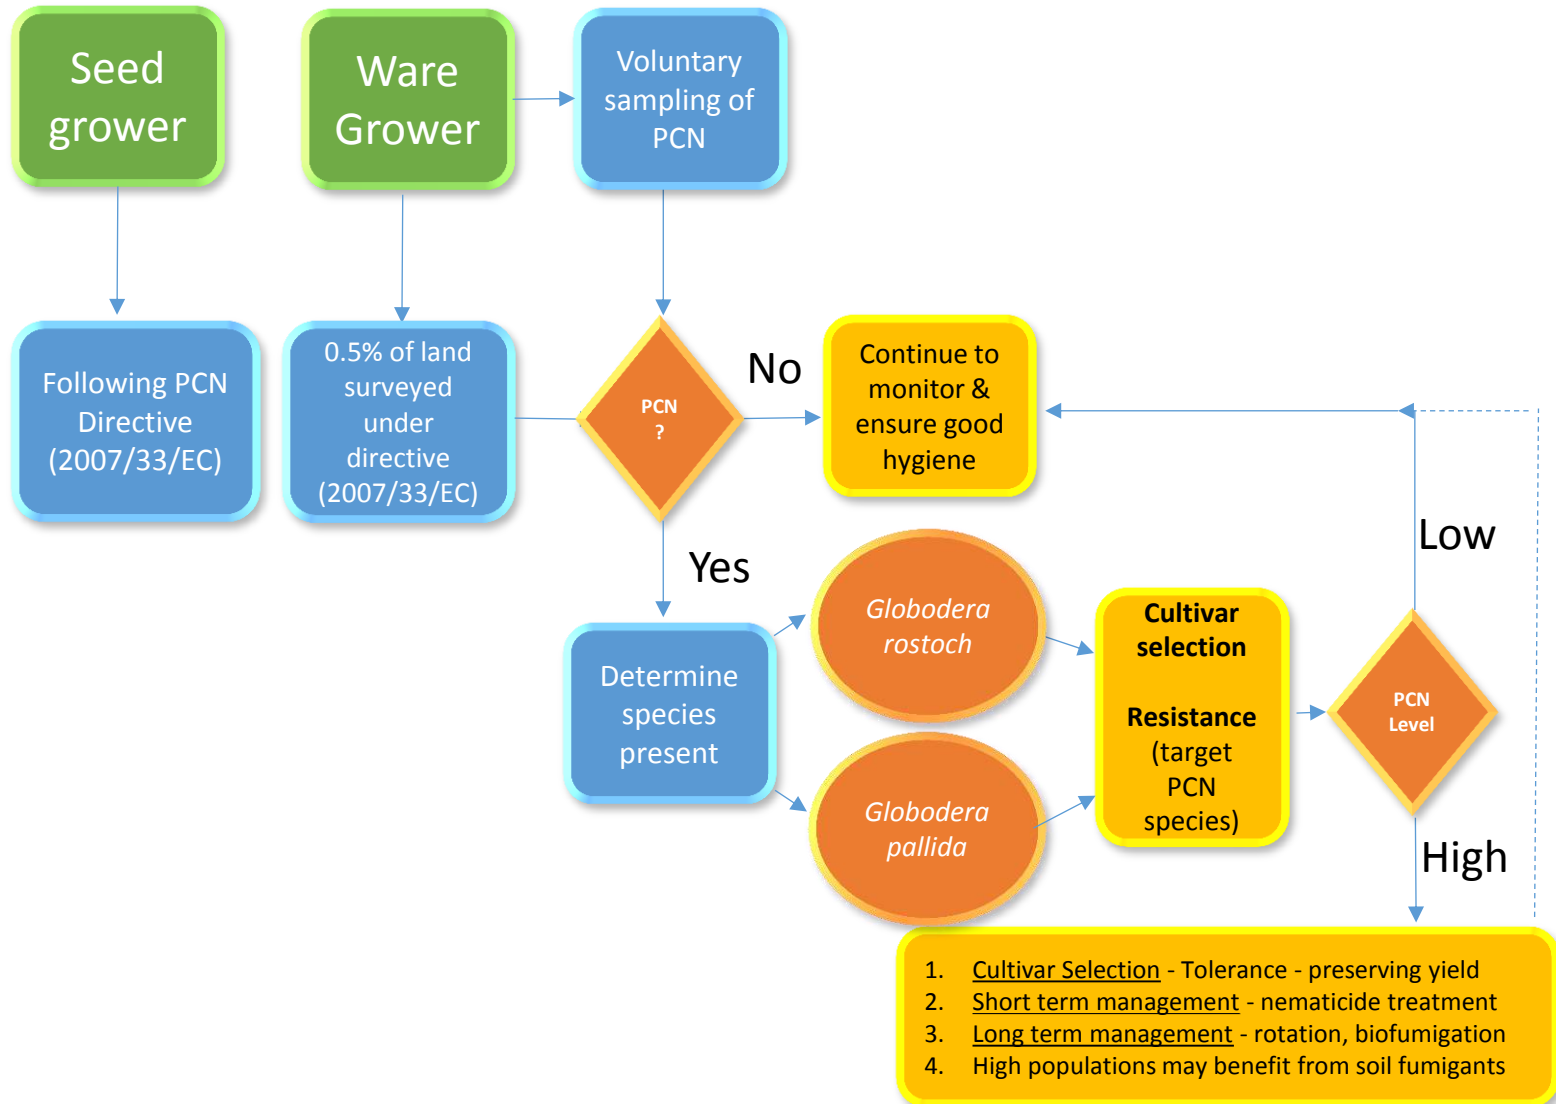 Seed
grower
Ware
Grower
Voluntary
sampling of
PCN
Following PCN
Directive
(2007/33/EC)
0.5% of land
surveyed
under
directive
(2007/33/EC)
PCN
?
No
Continue to
monitor &
ensure good
hygiene
Yes
Determine
species
present
Globodera
rostoch
Globodera
pallida
Cultivar
selection
Resistance
(target
PCN
species)
PCN
Level
Low
High
1. Cultivar Selection - Tolerance - preserving yield
2. Short term management - nematicide treatment
3. Long term management - rotation, biofumigation
4. High populations may benefit from soil fumigants